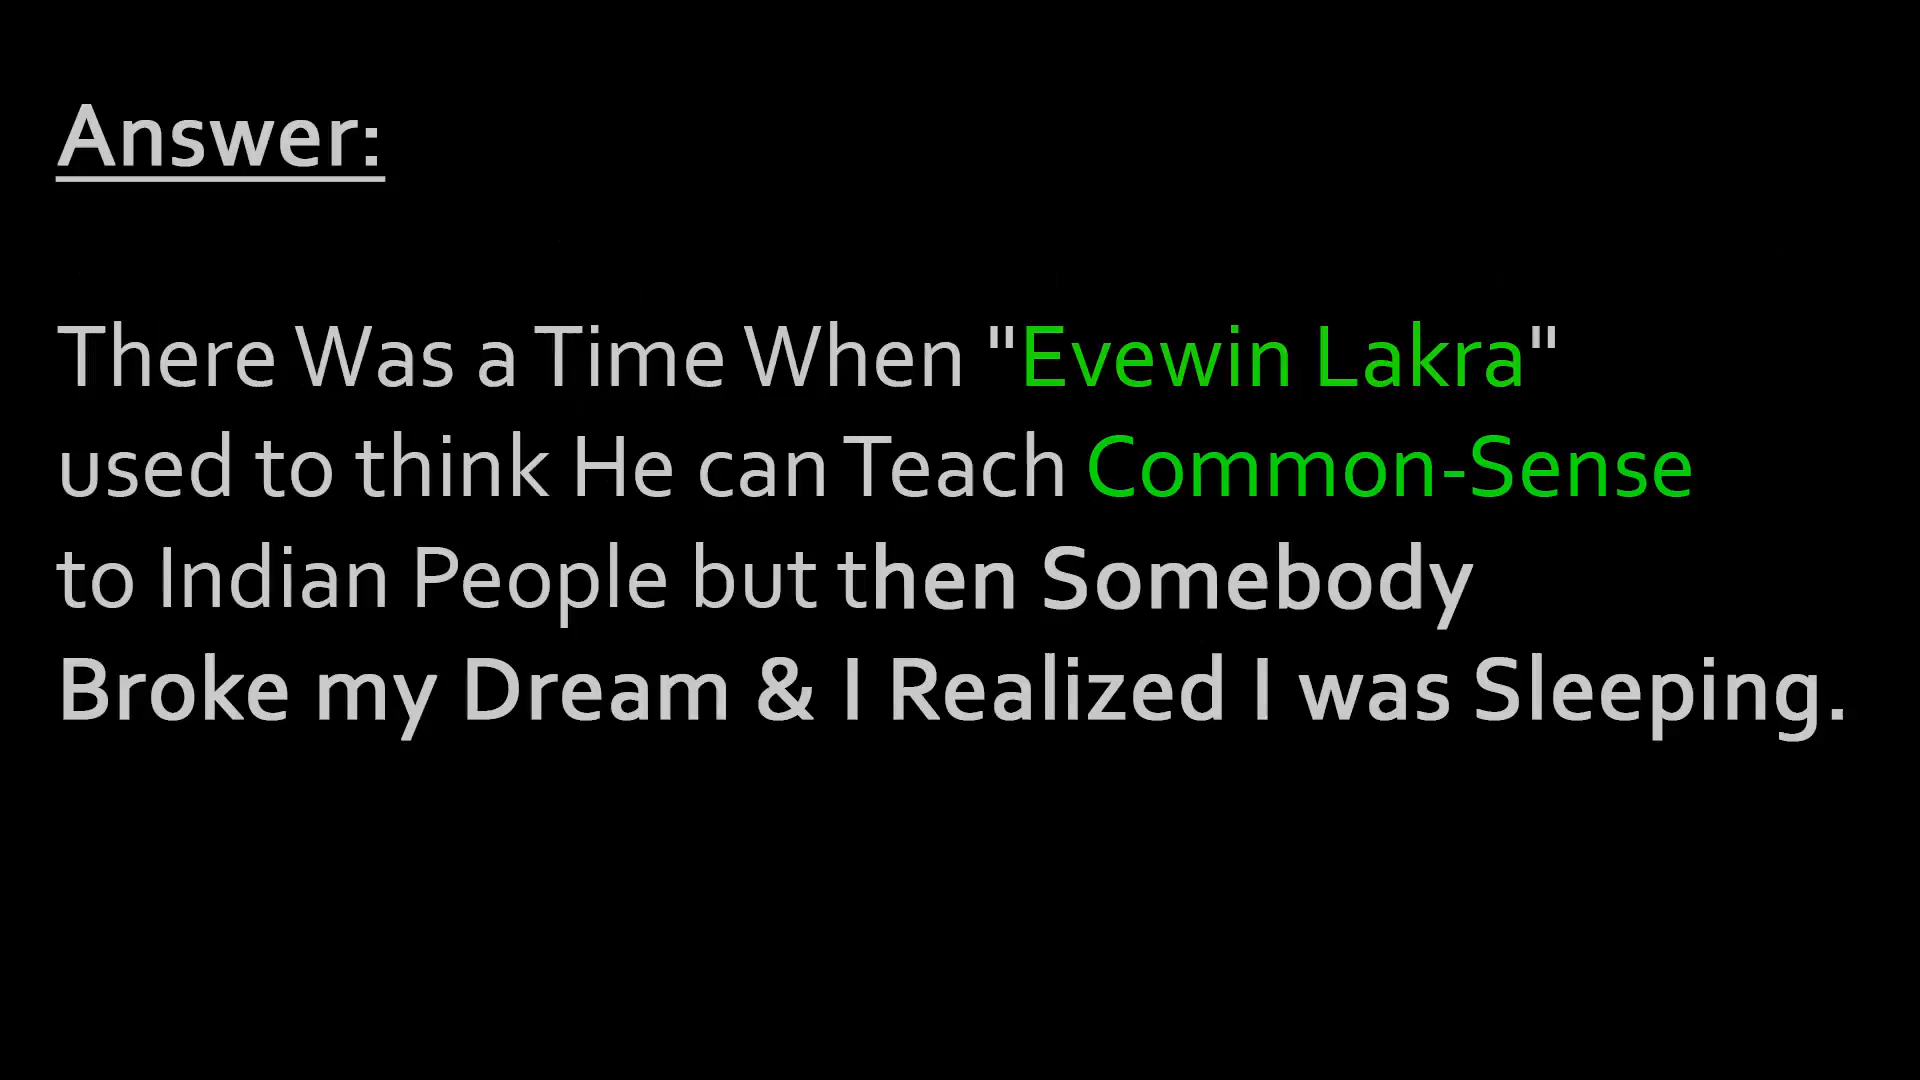 Answer:
There Was a Time When "Evewin Lakra"
used to think He can Teach Common-Sense
to Indian People but then Somebody
Broke my Dream & I Realized I was Sleeping.